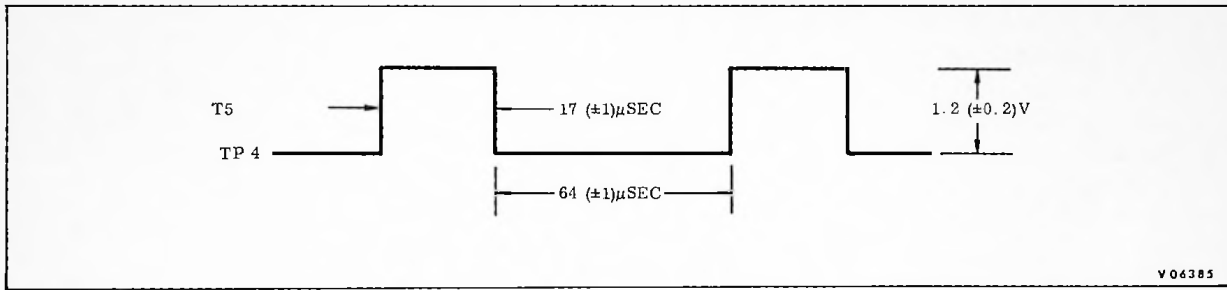 T5
17 (±1)μSEC
1.2 (±0.2)V
TP 4
64 (±1)μSEC
V06385